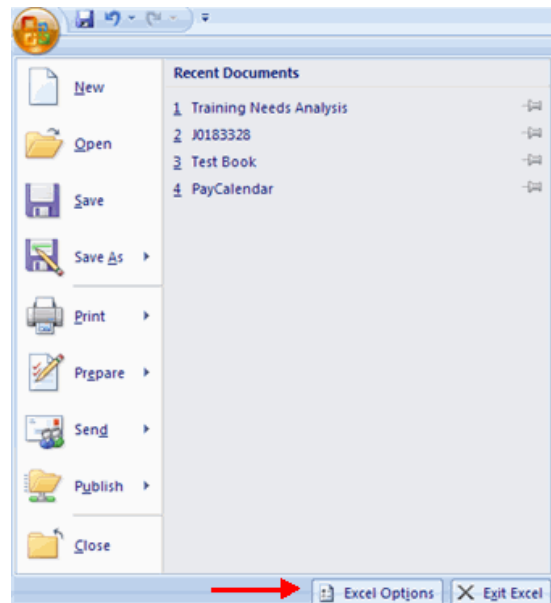 Recent Documents
New
1 Training Needs Analysis
2 J0183328
Open
3 Test Book
4 PayCalendar
Save
Save As
Print
Prepare
Send
Publish
Close
Excel Options
Exit Excel